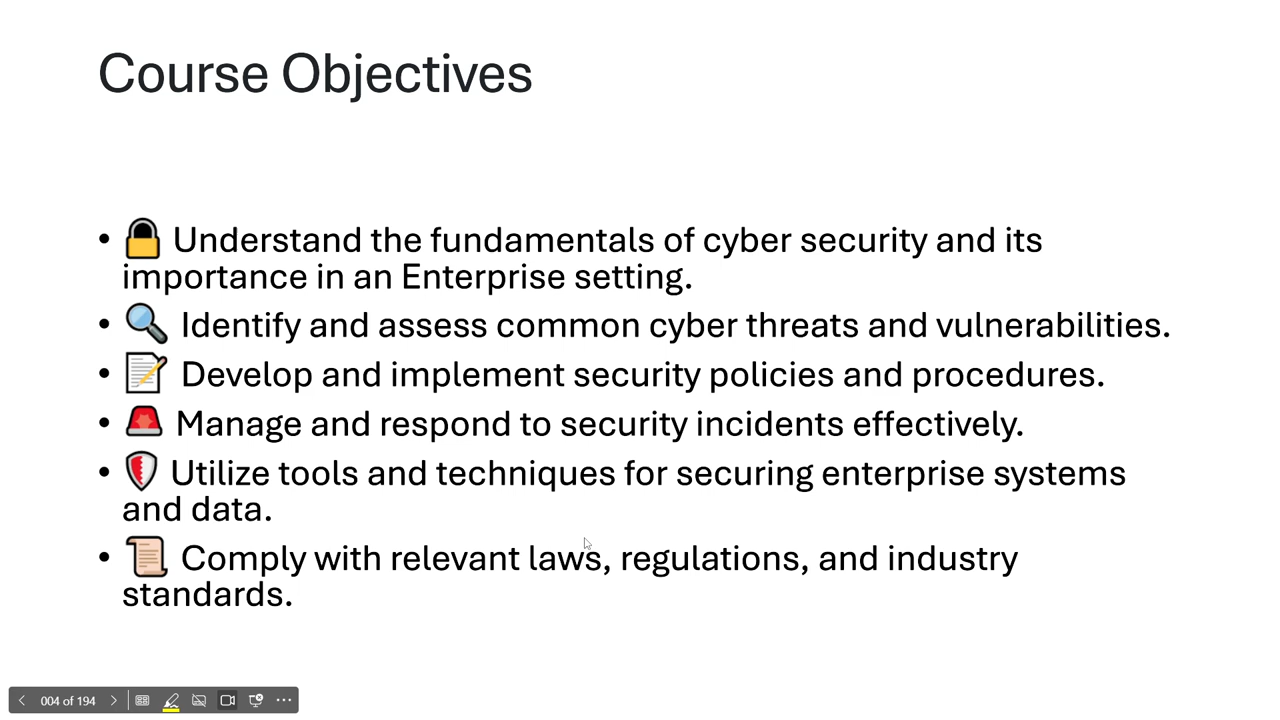 Course Objectives
• 🔒 Understand the fundamentals of cyber security and its
importance in an Enterprise setting.
• 🔍 Identify and assess common cyber threats and vulnerabilities.
• 📝 Develop and implement security policies and procedures.
• 🚨 Manage and respond to security incidents effectively.
• 🛡️ Utilize tools and techniques for securing enterprise systems
and data.
• 📜 Comply with relevant laws, regulations, and industry
standards.
004 of 194